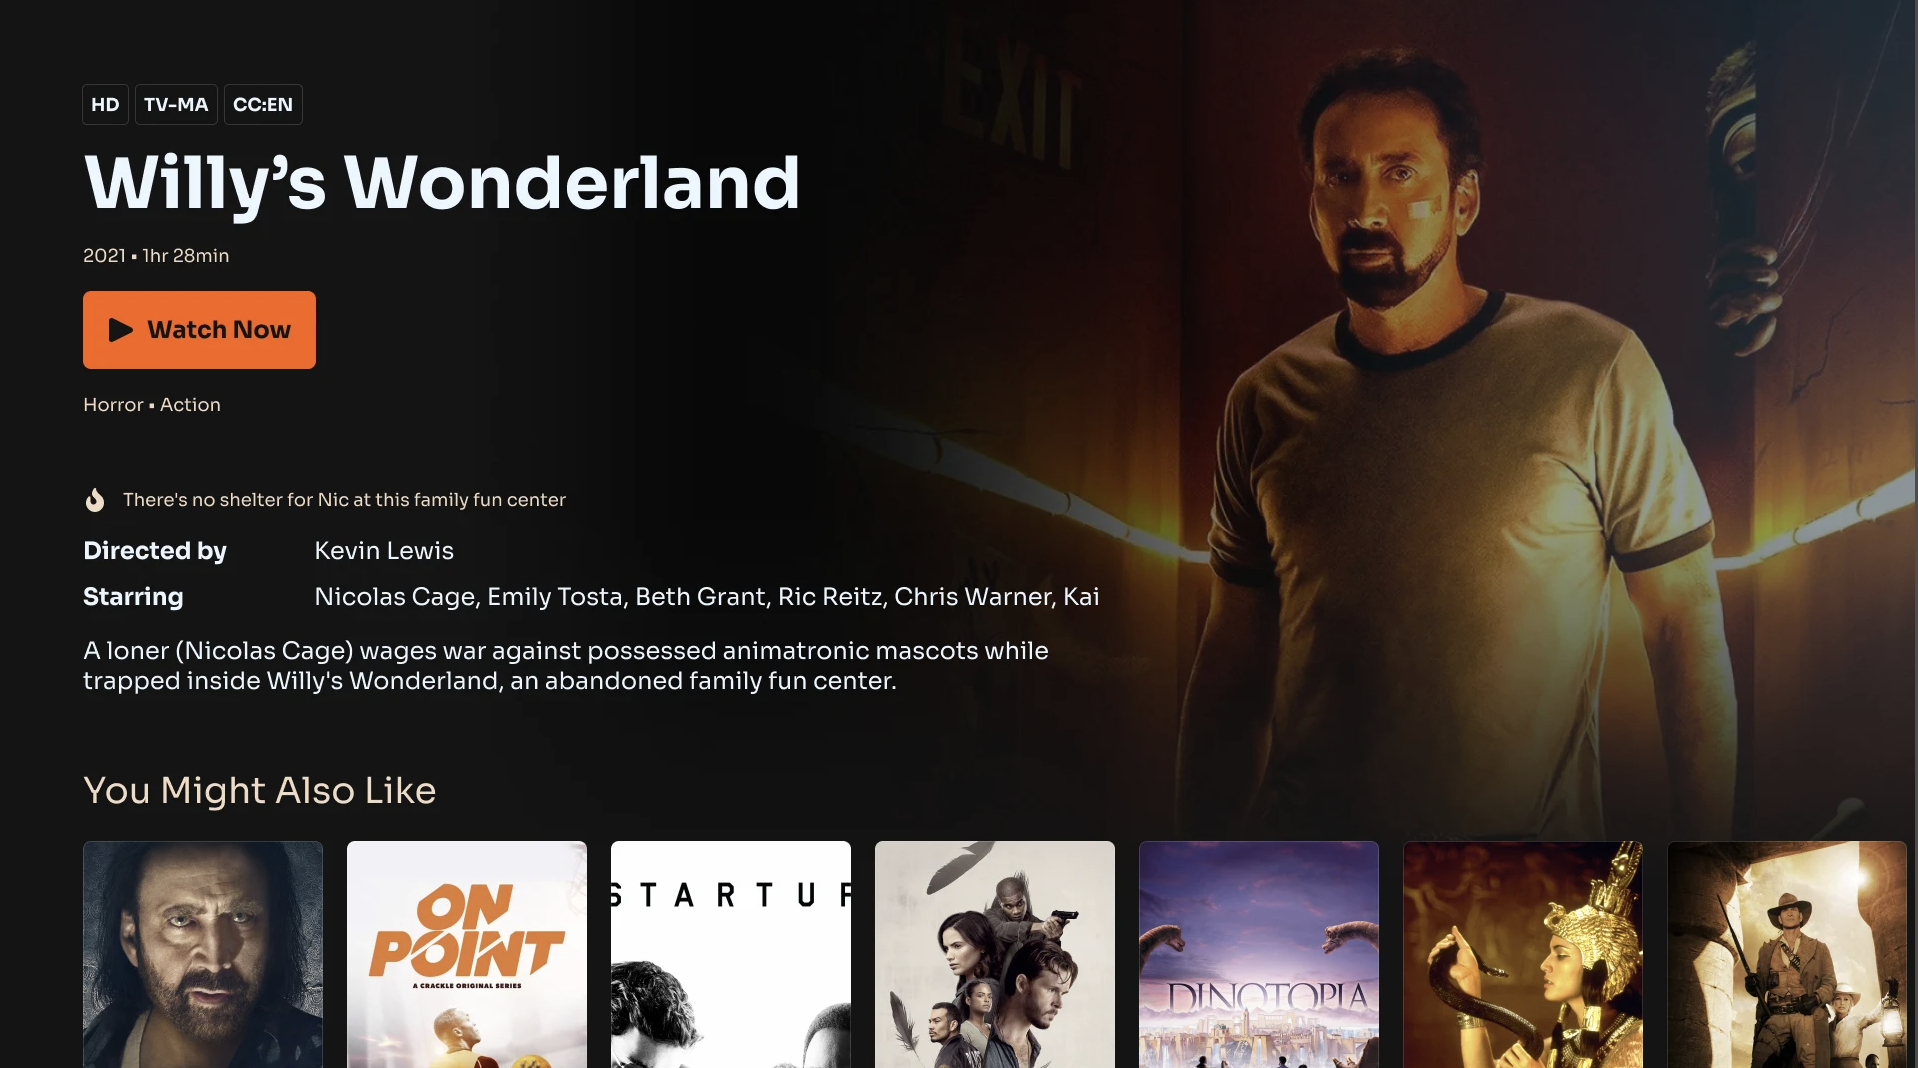 EXIT
HD TV-MA CC:EN
Willy’s Wonderland
2021 • 1hr 28min
Watch Now
Horror • Action
There's no shelter for Nic at this family fun center
Directed by Kevin Lewis
Starring Nicolas Cage, Emily Tosta, Beth Grant, Ric Reitz, Chris Warner, Kai
A loner (Nicolas Cage) wages war against possessed animatronic mascots while
trapped inside Willy's Wonderland, an abandoned family fun center.
You Might Also Like
ON
POINT
A CRACKLE ORIGINAL SERIES
STARTUP
DINOTOPIA